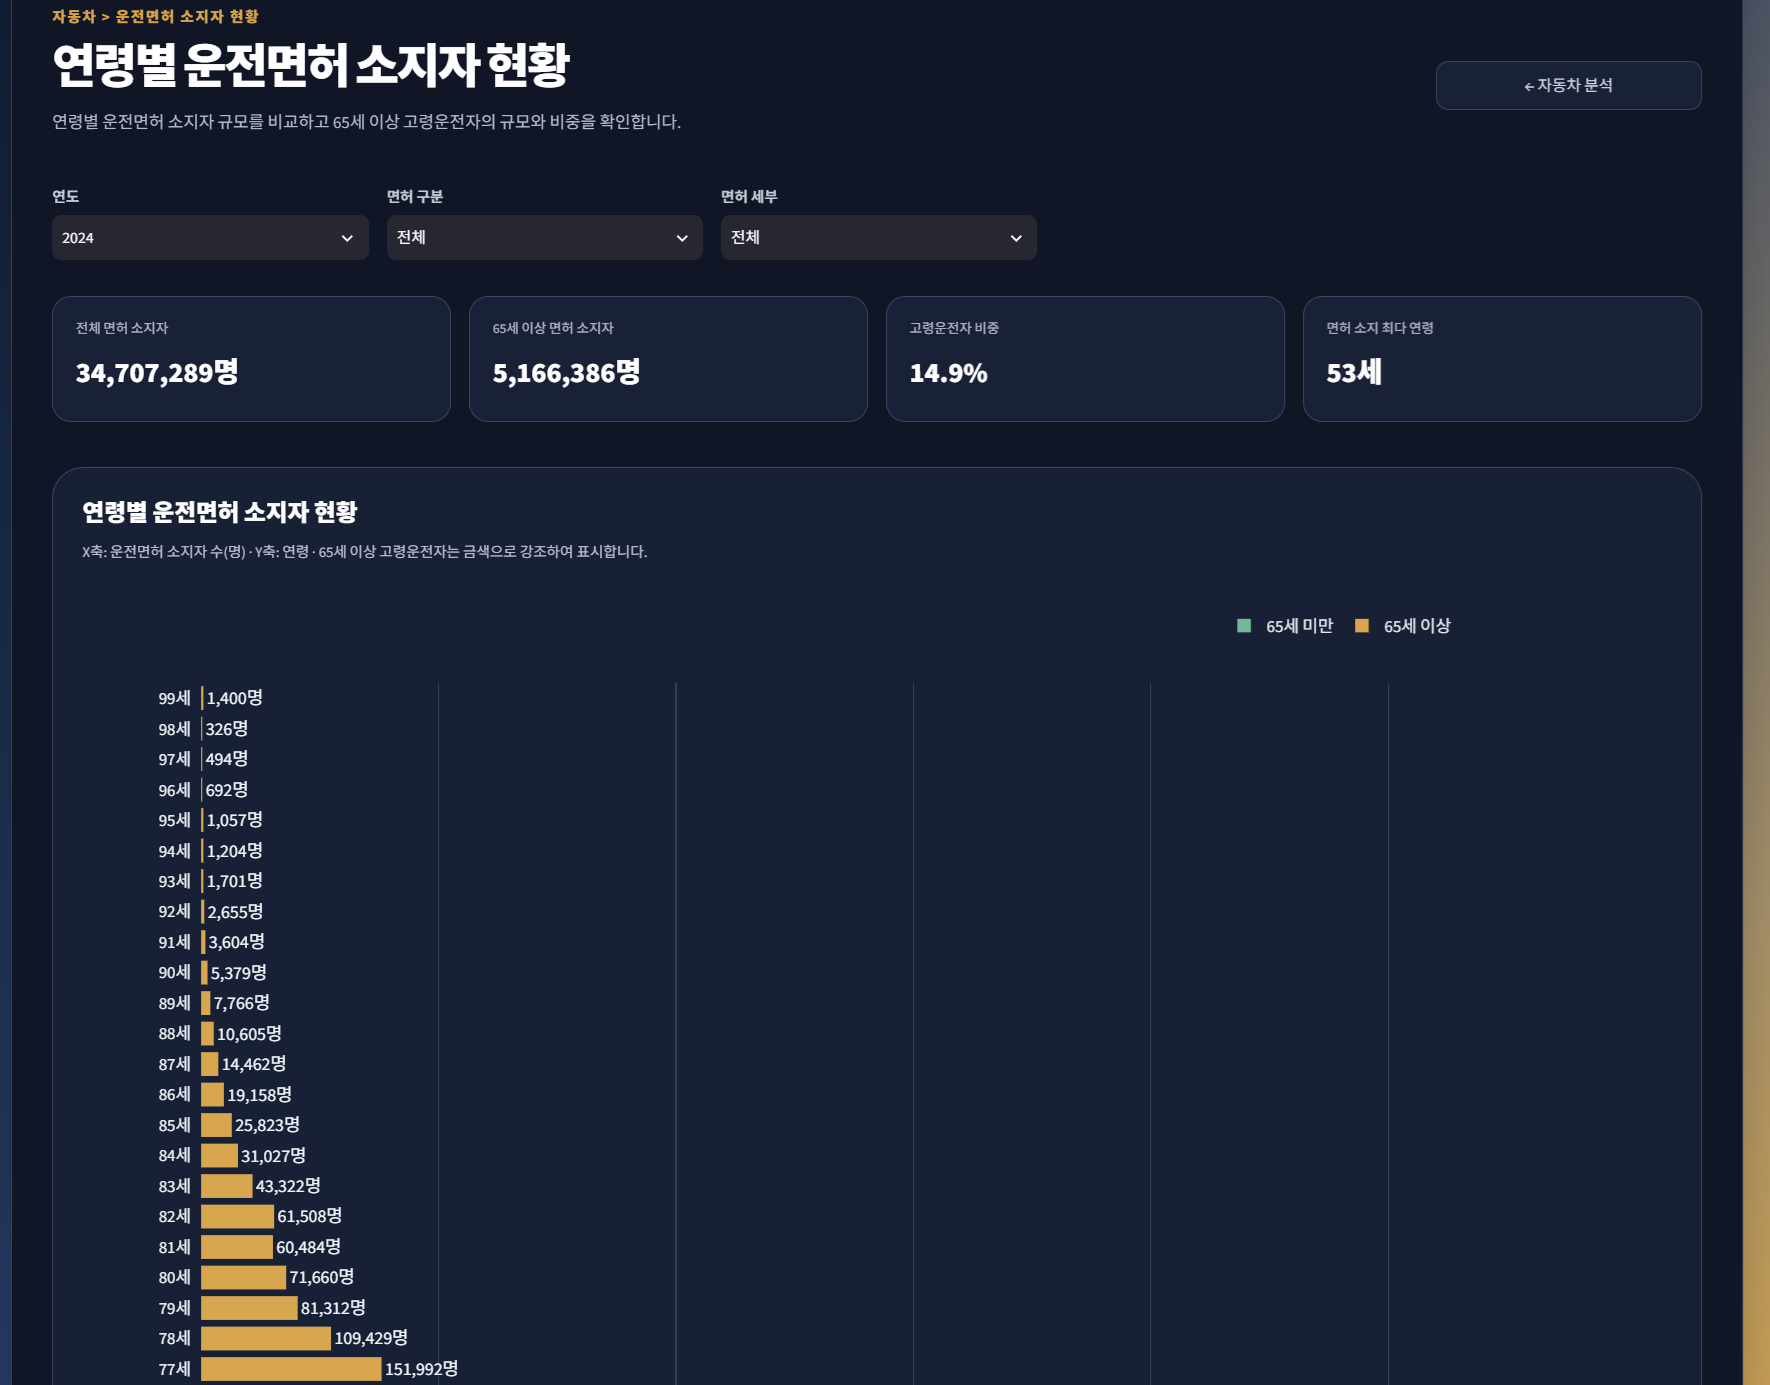 자동차 > 운전면허 소지자 현황
연령별 운전면허 소지자 현황
← 자동차 분석
연령별 운전면허 소지자 규모를 비교하고 65세 이상 고령운전자의 규모와 비중을 확인합니다.
연도
면허 구분
면허 세부
2024
전체
전체
전체 면허 소지자
34,707,289명
65세 이상 면허 소지자
5,166,386명
고령운전자 비중
14.9%
면허 소지 최다 연령
53세
연령별 운전면허 소지자 현황
X축: 운전면허 소지자 수(명) · Y축: 연령 · 65세 이상 고령운전자는 금색으로 강조하여 표시합니다.
65세 미만
65세 이상
99세 1,400명
98세 326명
97세 494명
96세 692명
95세 1,057명
94세 1,204명
93세 1,701명
92세 2,655명
91세 3,604명
90세 5,379명
89세 7,766명
88세 10,605명
87세 14,462명
86세 19,158명
85세 25,823명
84세 31,027명
83세 43,322명
82세 61,508명
81세 60,484명
80세 71,660명
79세 81,312명
78세 109,429명
77세 151,992명